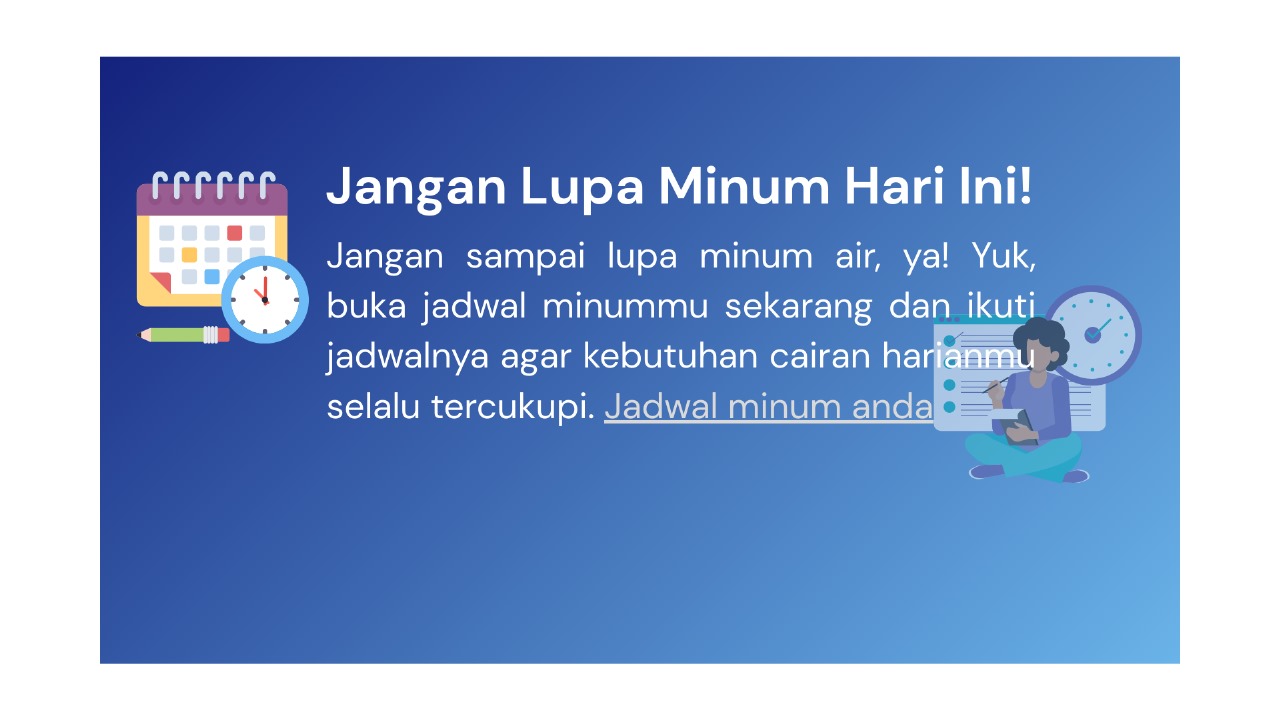 Jangan Lupa Minum Hari Ini!
Jangan sampai lupa minum air, ya! Yuk,
buka jadwal minummu sekarang dan ikuti
jadwalnya agar kebutuhan cairan harianmu
selalu tercukupi. Jadwal minum anda